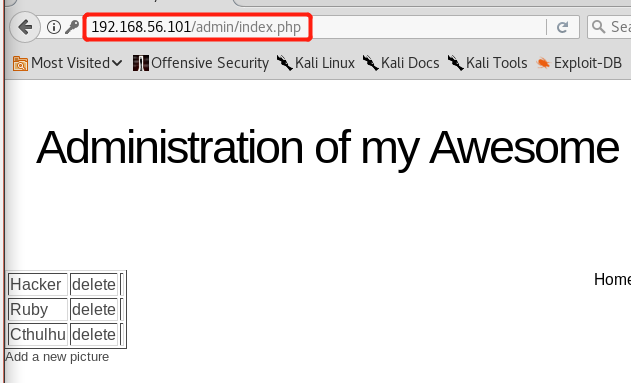 192.168.56.101/admin/index.php
Most Visited Offensive Security Kali Linux Kali Docs Kali Tools Exploit-DB
Administration of my Awesome
Home
Hacker delete
Ruby delete
Cthulhu delete
Add a new picture